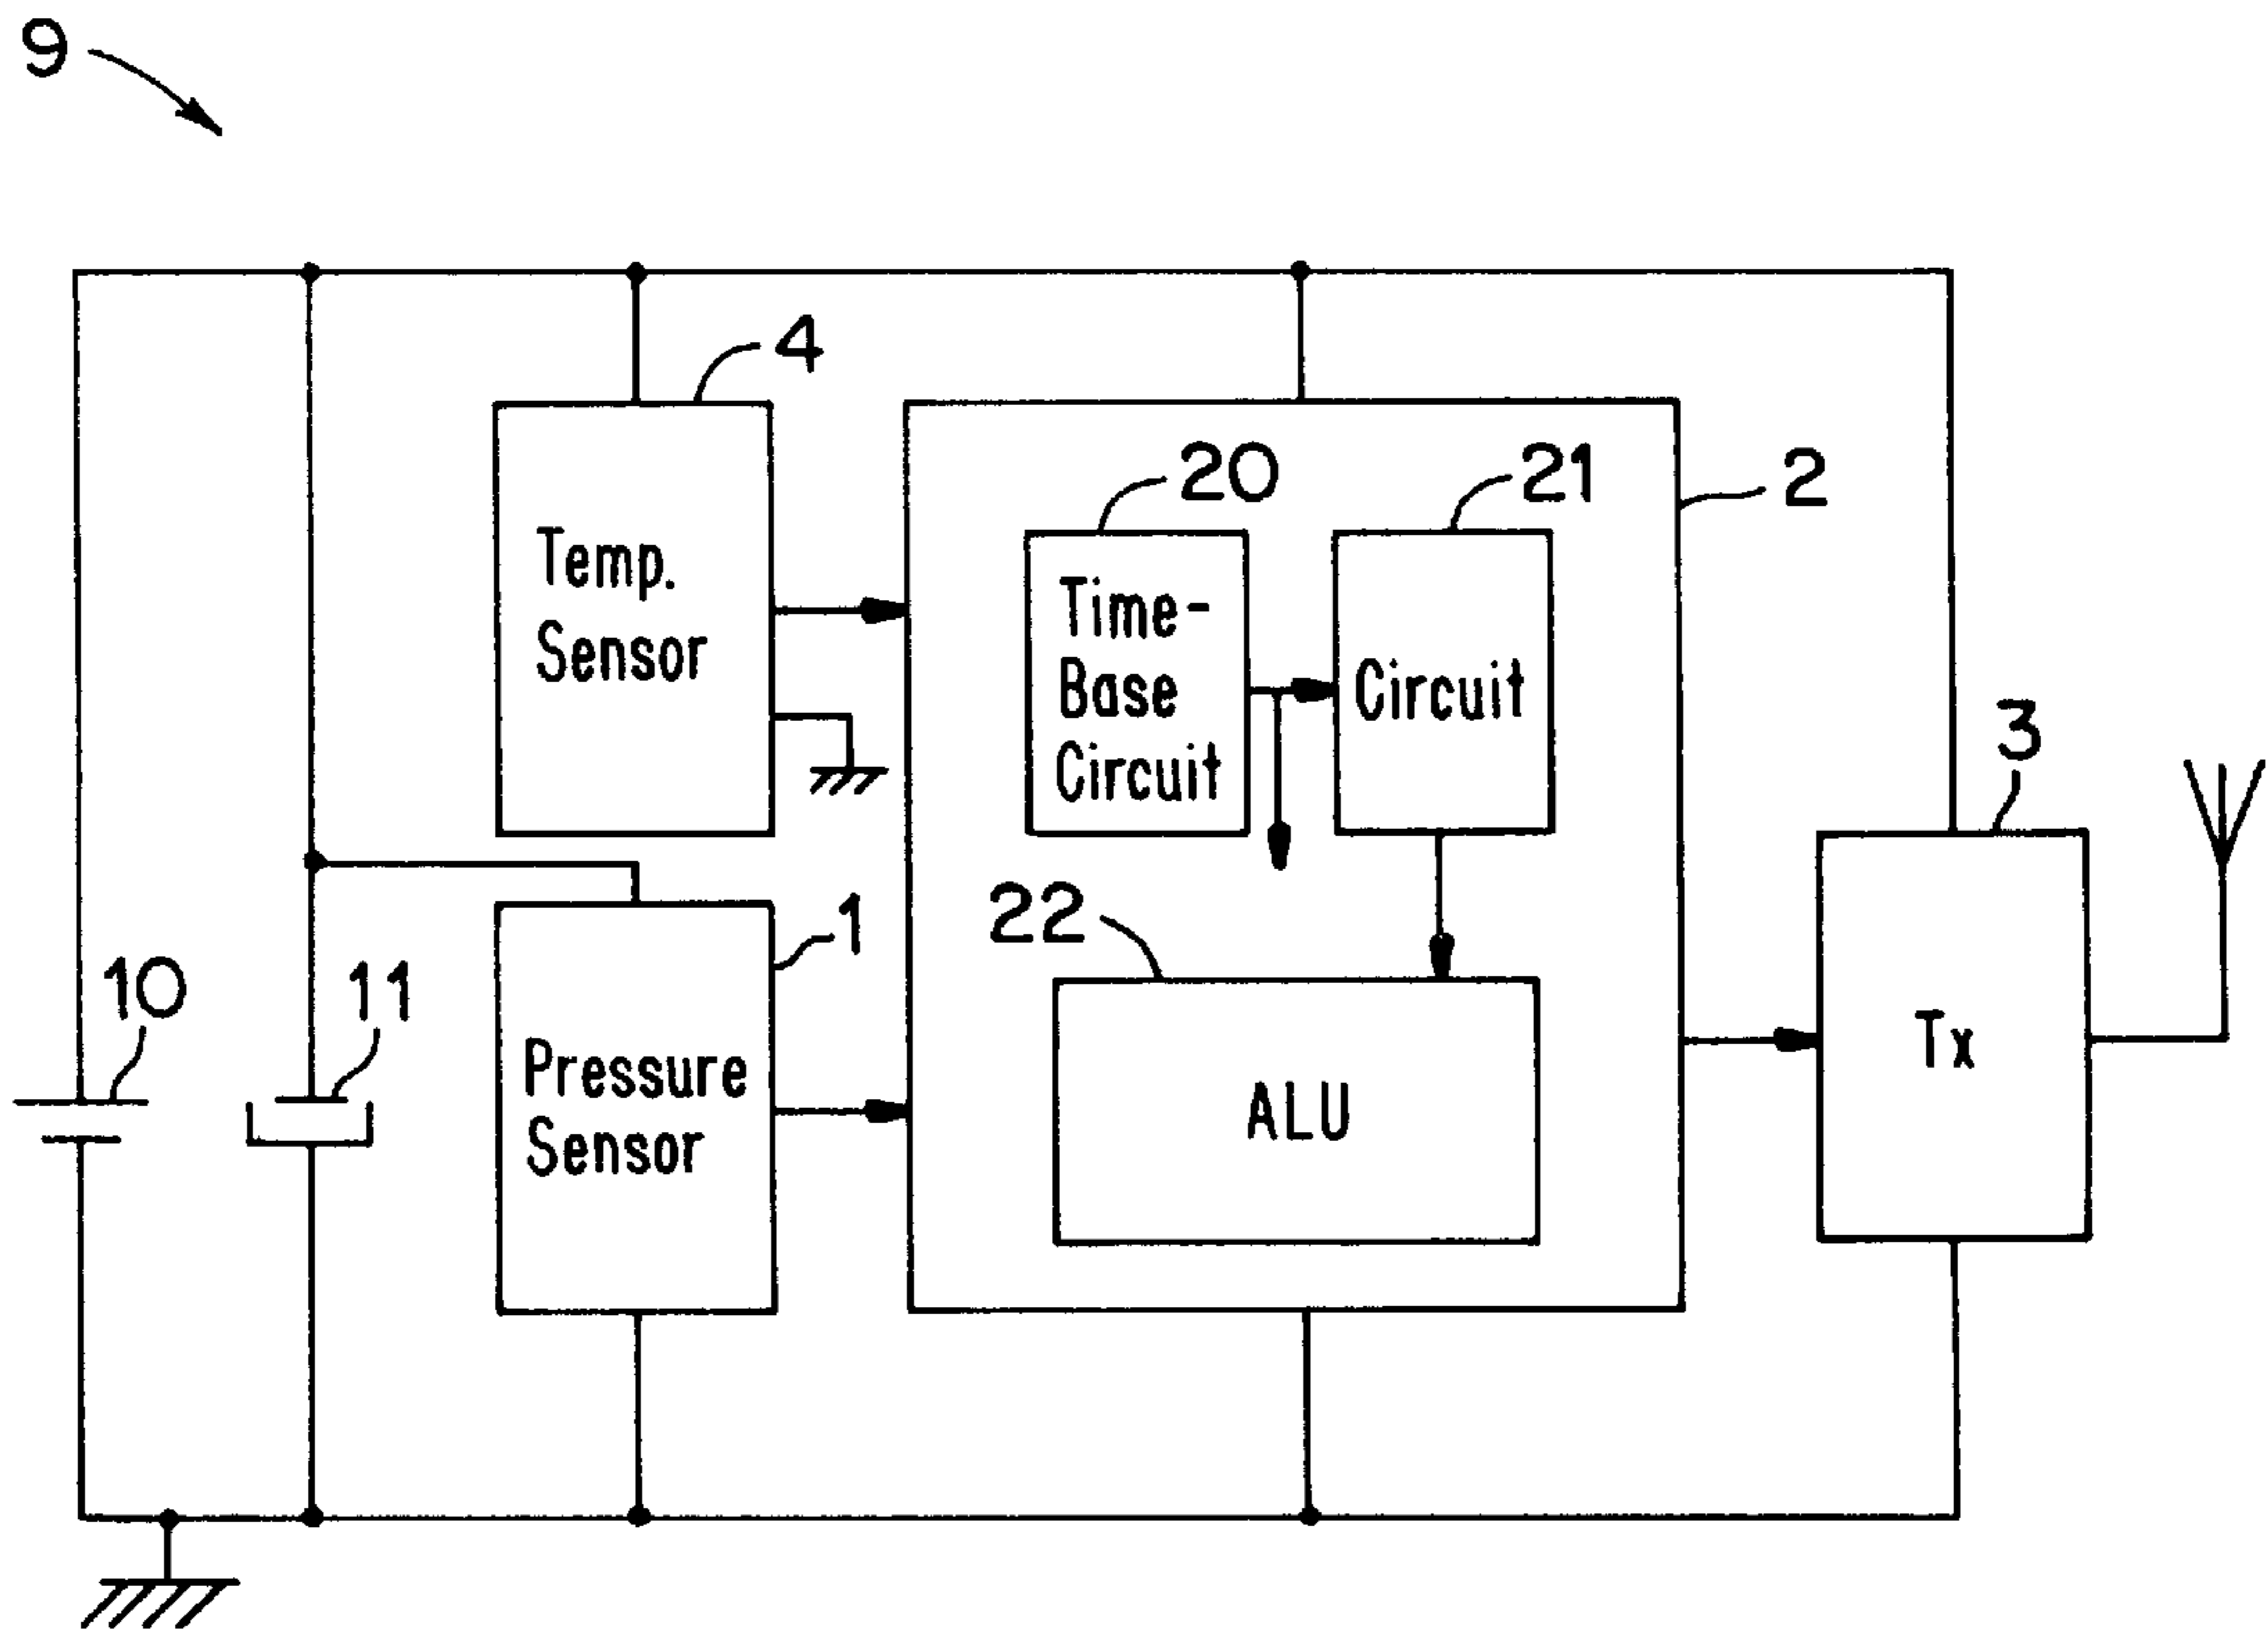 9
4
Temp.
Sensor
20
Time-
Base
Circuit
21
Circuit
2
3
Tx
22
ALU
1
Pressure
Sensor
10
11